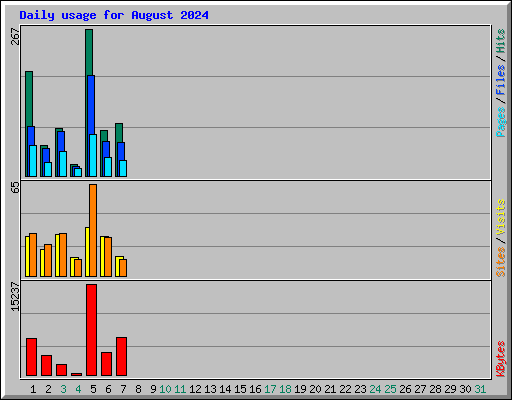 Daily usage for August 2024
267
Pages / Files / Hits
65
Sites / Visits
15237
KBytes
1 2 3 4 5 6 7 8 9 10 11 12 13 14 15 16 17 18 19 20 21 22 23 24 25 26 27 28 29 30 31